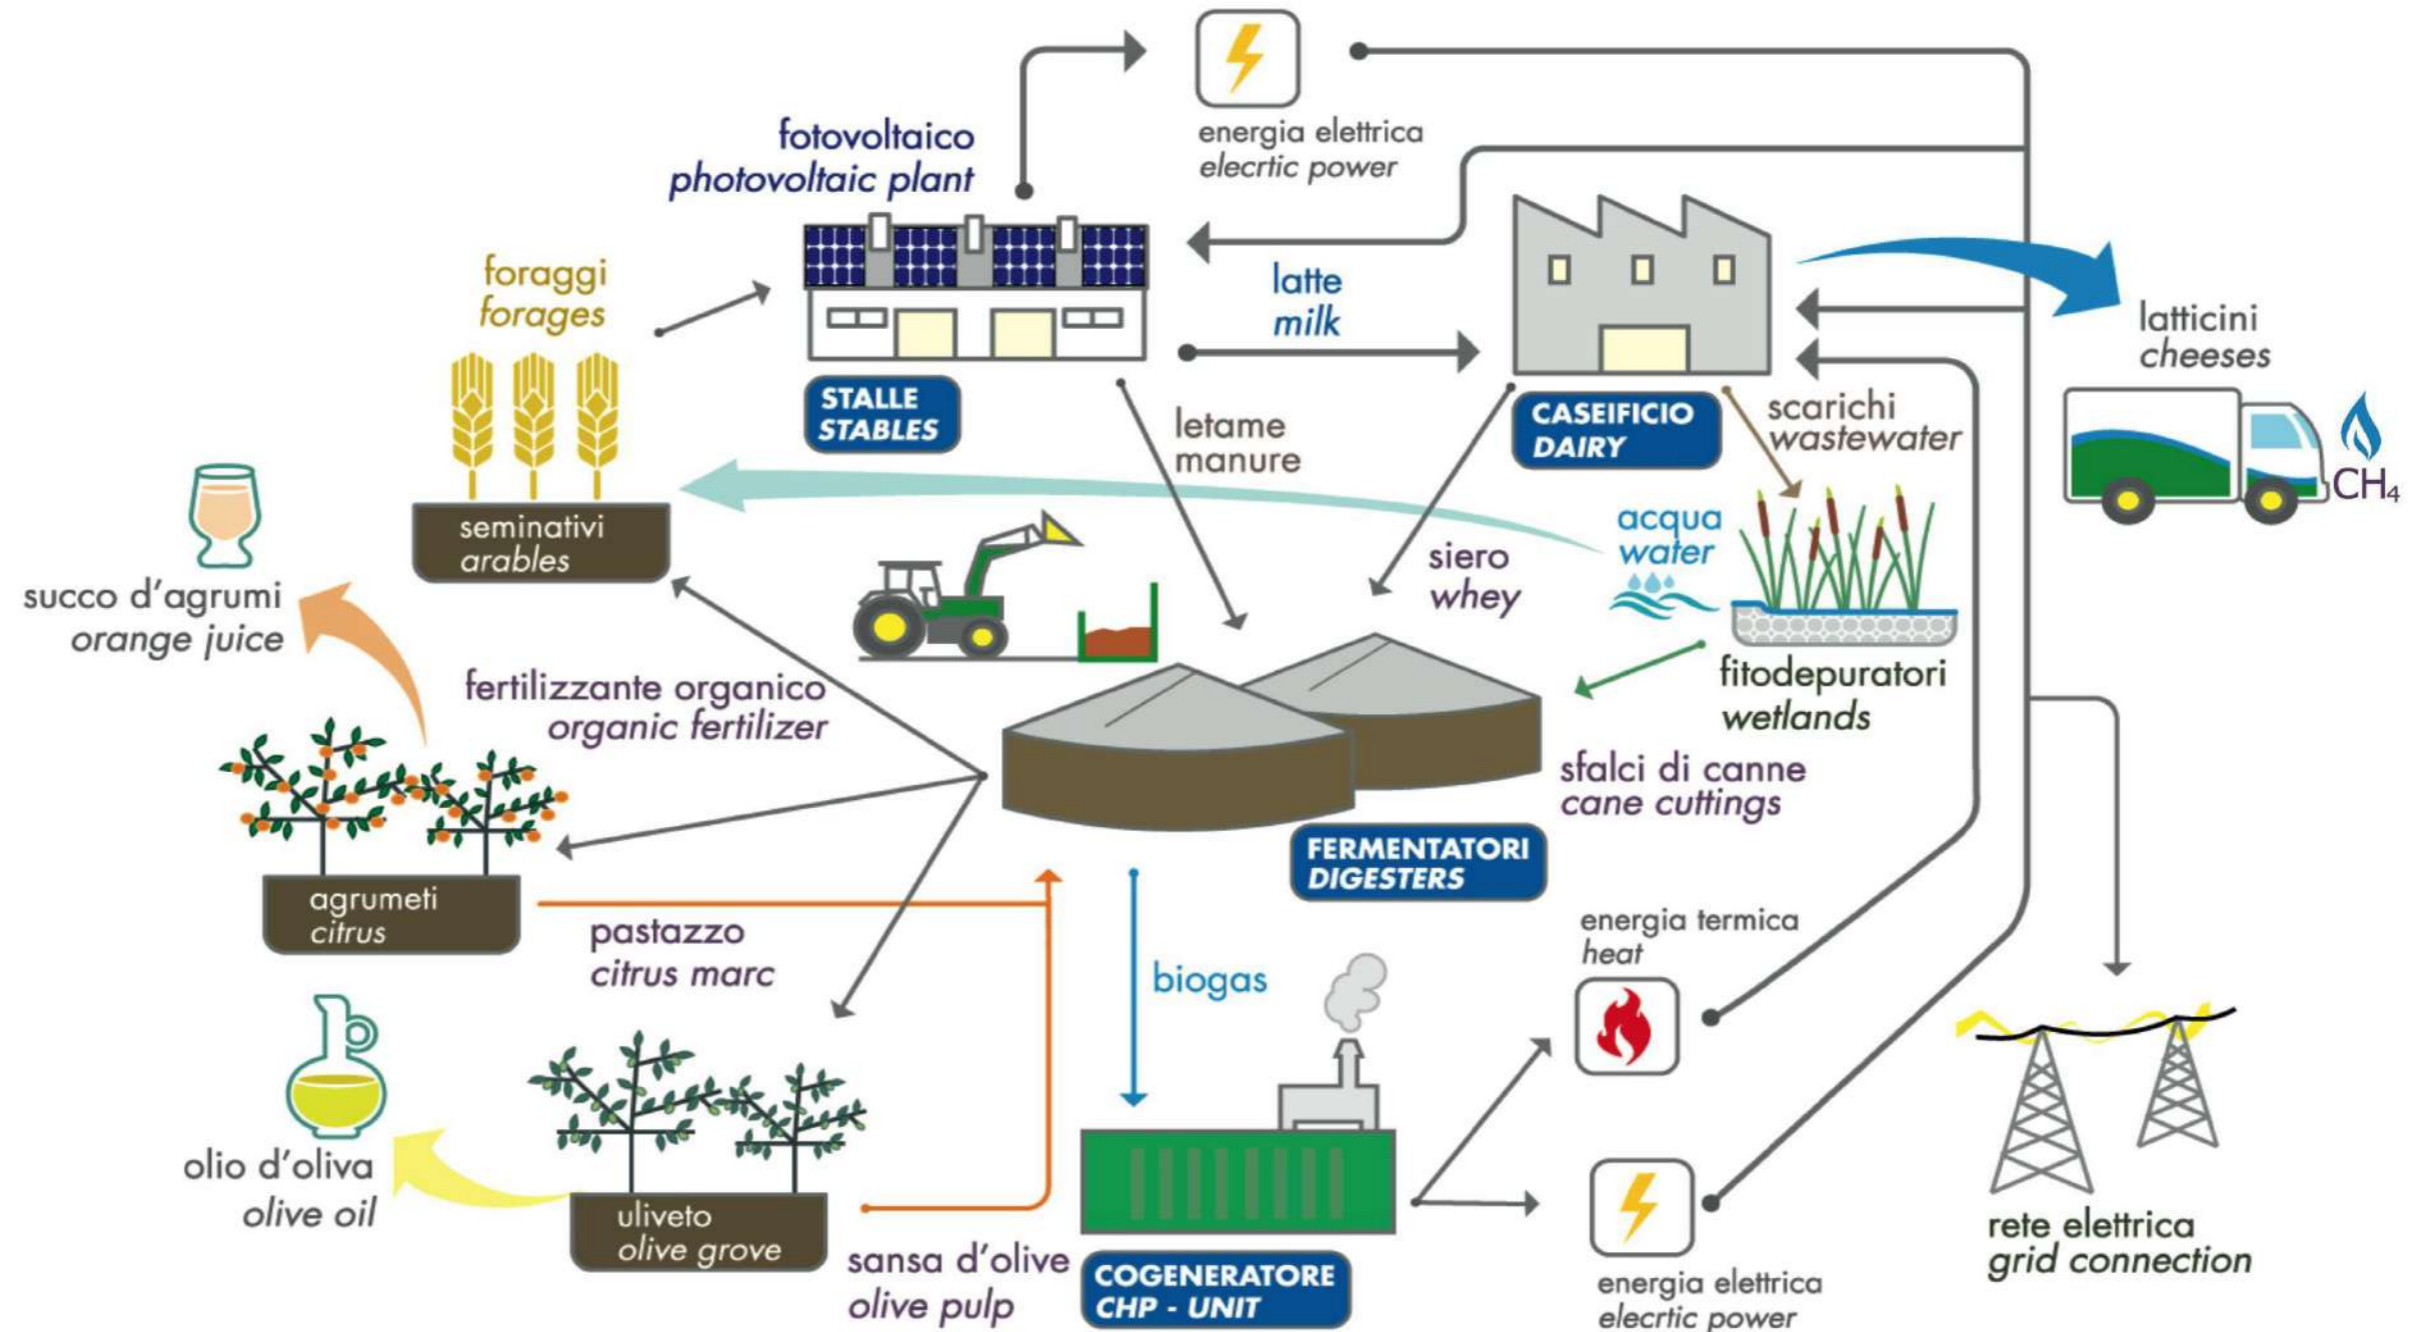 energia elettrica
elecrtic power
fotovoltaico
photovoltaic plant
foraggi
forages
latte
milk
latticini
cheeses
STALLE
STABLES
letame
manure
CASEIFICIO
DAIRY
scarichi
wastewater
CH₄
seminativi
arables
acqua
water
siero
whey
succo d'agrumi
orange juice
fertilizzante organico
organic fertilizer
fitodepuratori
wetlands
sfalci di canne
cane cuttings
FERMENTATORI
DIGESTERS
agrumeti
citrus
pastazzo
citrus marc
biogas
energia termica
heat
olio d'oliva
olive oil
uliveto
olive grove
sansa d'olive
olive pulp
COGENERATORE
CHP - UNIT
energia elettrica
elecrtic power
rete elettrica
grid connection